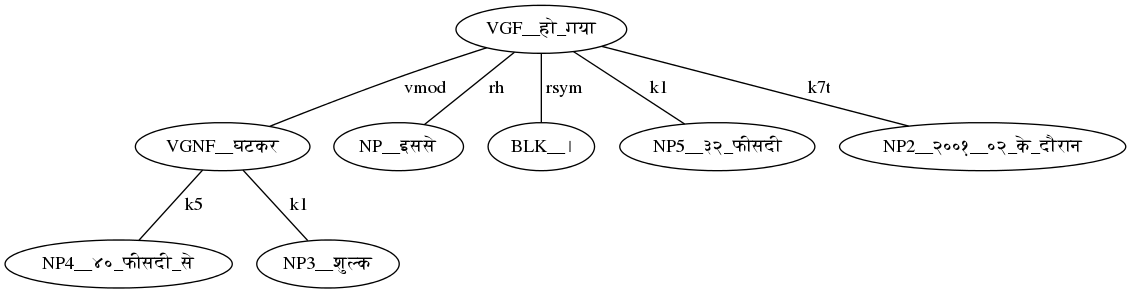 VGF__हो_गया
vmod rh rsym k1 k7t
VGNF__घटकर NP__इससे BLK__। NP5__३२_फीसदी NP2__२००१__०२_के_दौरान
k5 k1
NP4__४०_फीसदी_से NP3__शुल्क